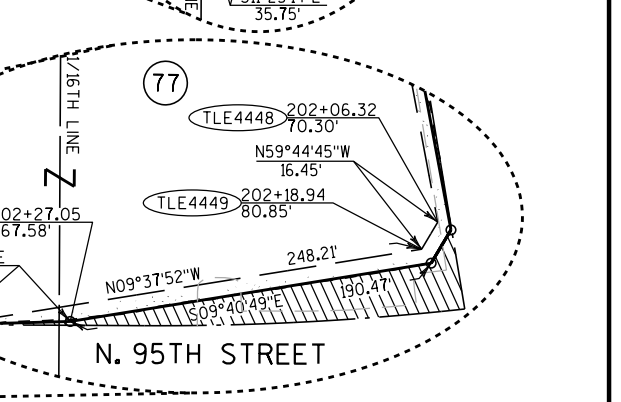 35.75'
1/16TH LINE
77
TLE4448
202+06.32
70.30'
N59°44'45"W
16.45'
TLE4449
202+18.94
80.85'
02+27.05
67.58'
E
248.21'
N09°37'52"W
190.47'
S09°40'49"E
N. 95TH STREET